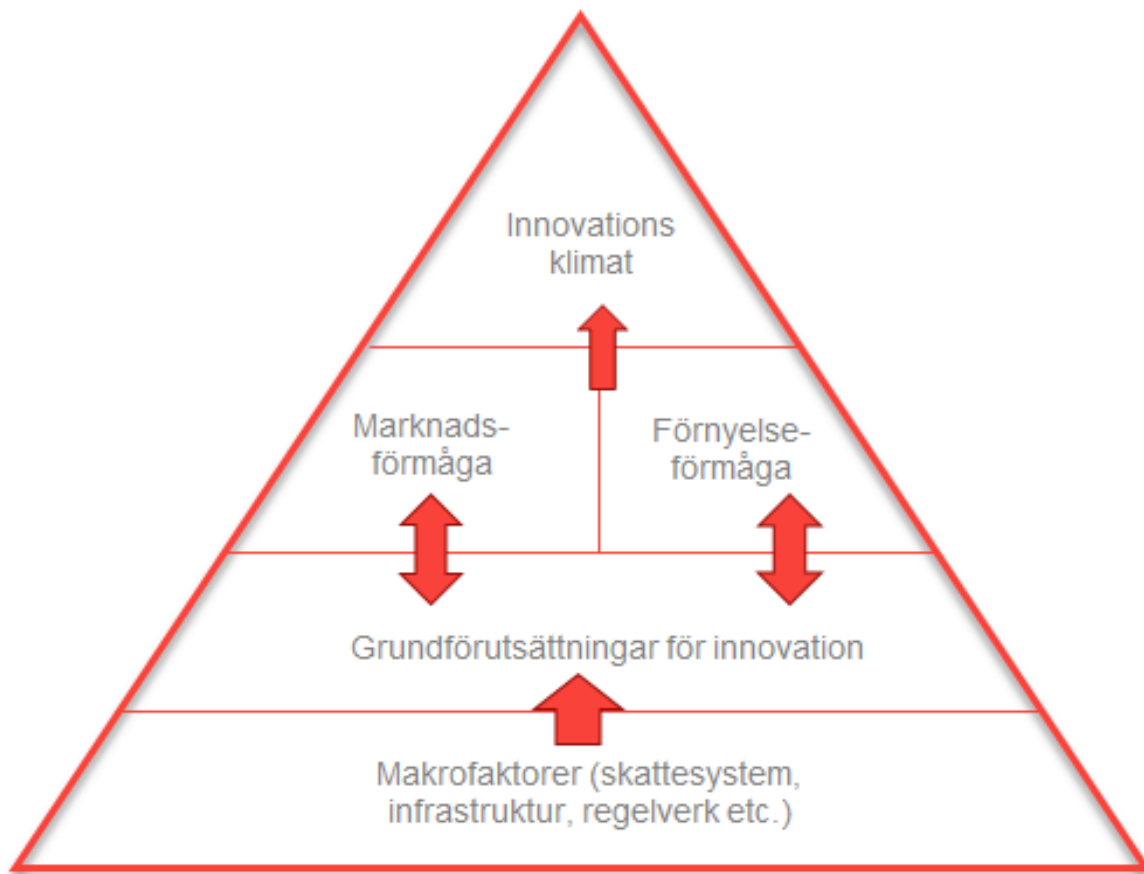 Innovations
klimat
Marknads-
förmåga
Förnyelse-
förmåga
Grundförutsättningar för innovation
Makrofaktorer (skattesystem,
infrastruktur, regelverk etc.)